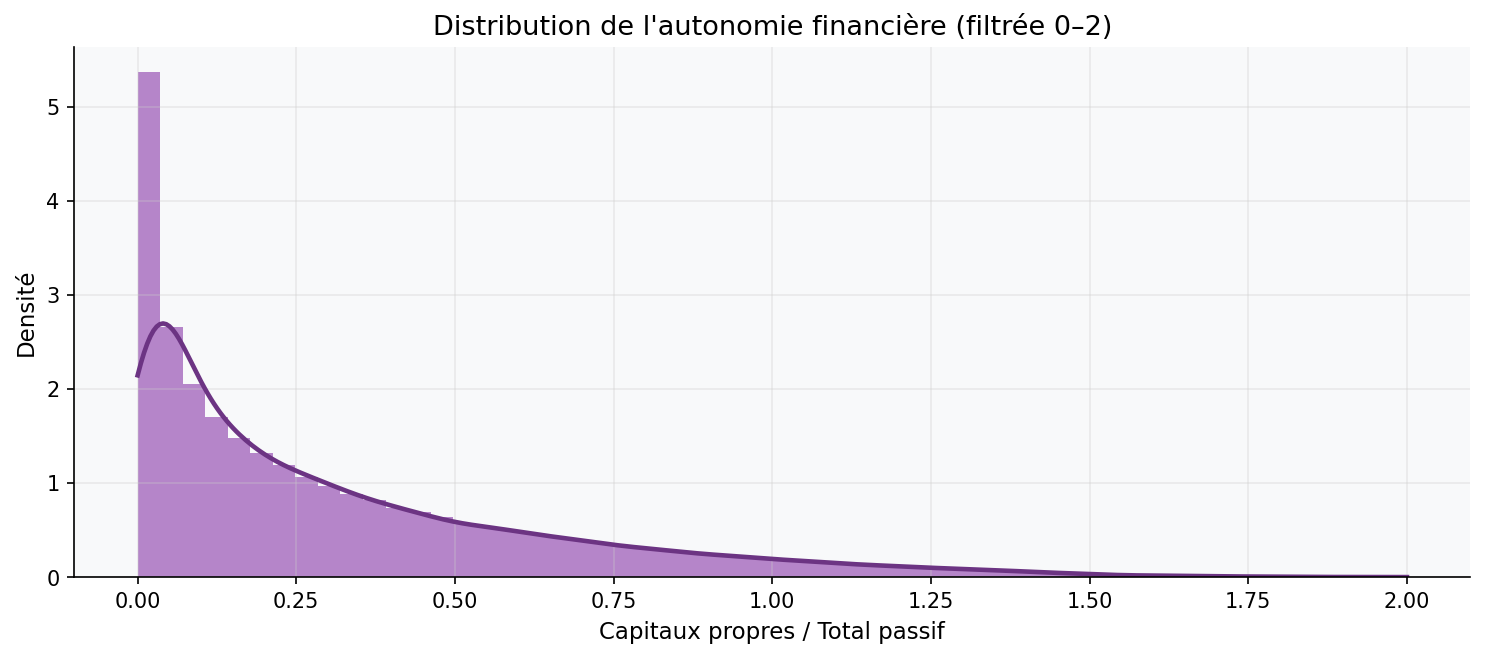 Distribution de l'autonomie financière (filtrée 0–2)
Densité
5
4
3
2
1
0
0.00 0.25 0.50 0.75 1.00 1.25 1.50 1.75 2.00
Capitaux propres / Total passif